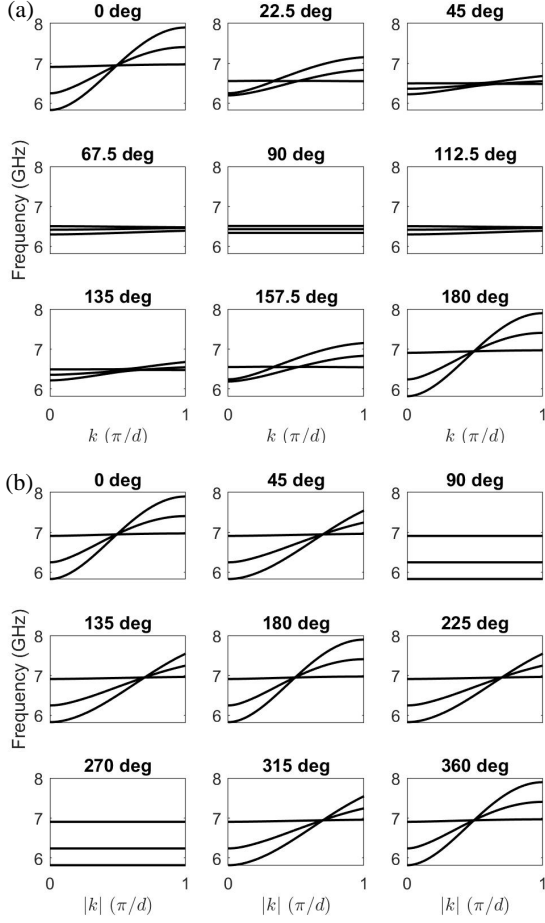 (a)
0 deg 22.5 deg 45 deg
8 8 8
7 7 7
6 6 6
67.5 deg 90 deg 112.5 deg
8 8 8
7 7 7
6 6 6
Frequency (GHz)
135 deg 157.5 deg 180 deg
8 8 8
7 7 7
6 6 6
0 1 0 1 0 1
k (π/d) k (π/d) k (π/d)
(b)
0 deg 45 deg 90 deg
8 8 8
7 7 7
6 6 6
135 deg 180 deg 225 deg
8 8 8
7 7 7
6 6 6
Frequency (GHz)
270 deg 315 deg 360 deg
8 8 8
7 7 7
6 6 6
0 1 0 1 0 1
|k| (π/d) |k| (π/d) |k| (π/d)